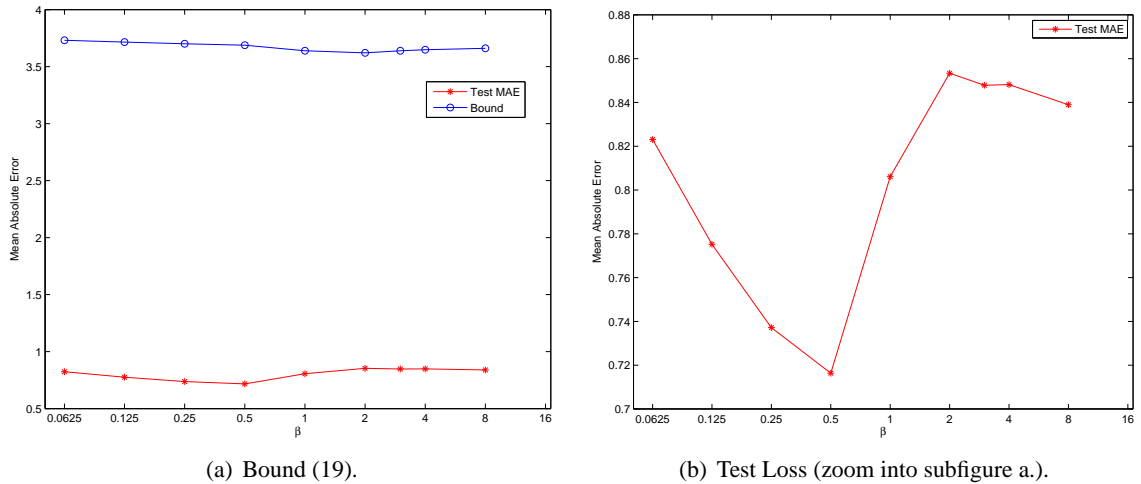 4
3.5
3
2.5
2
1.5
1
0.5
Mean Absolute Error
Test MAE
Bound
0.0625 0.125 0.25 0.5 1 2 4 8 16
β
(a) Bound (19).
0.88
0.86
0.84
0.82
0.8
0.78
0.76
0.74
0.72
0.7
Mean Absolute Error
Test MAE
0.0625 0.125 0.25 0.5 1 2 4 8 16
β
(b) Test Loss (zoom into subfigure a.).